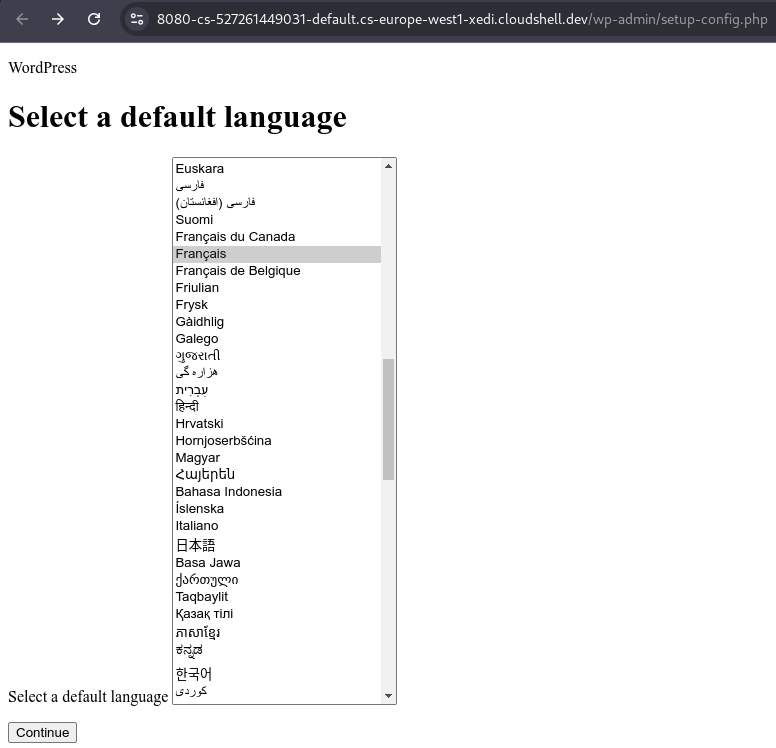 8080-cs-527261449031-default.cs-europe-west1-xedi.cloudshell.dev/wp-admin/setup-config.php
WordPress
Select a default language
Euskara
فارسی
فارسی (افغانستان)
Suomi
Français du Canada
Français
Français de Belgique
Friulian
Frysk
Gàidhlig
Galego
ગુજરાતી
هزاره گی
עִבְרִית
हिन्दी
Hrvatski
Hornjoserbšćina
Magyar
Հայերեն
Bahasa Indonesia
Íslenska
Italiano
日本語
Basa Jawa
ქართული
Taqbaylit
Қазақ тілі
ភាសាខ្មែរ
ಕನ್ನಡ
한국어
كوردی
Select a default language
Continue